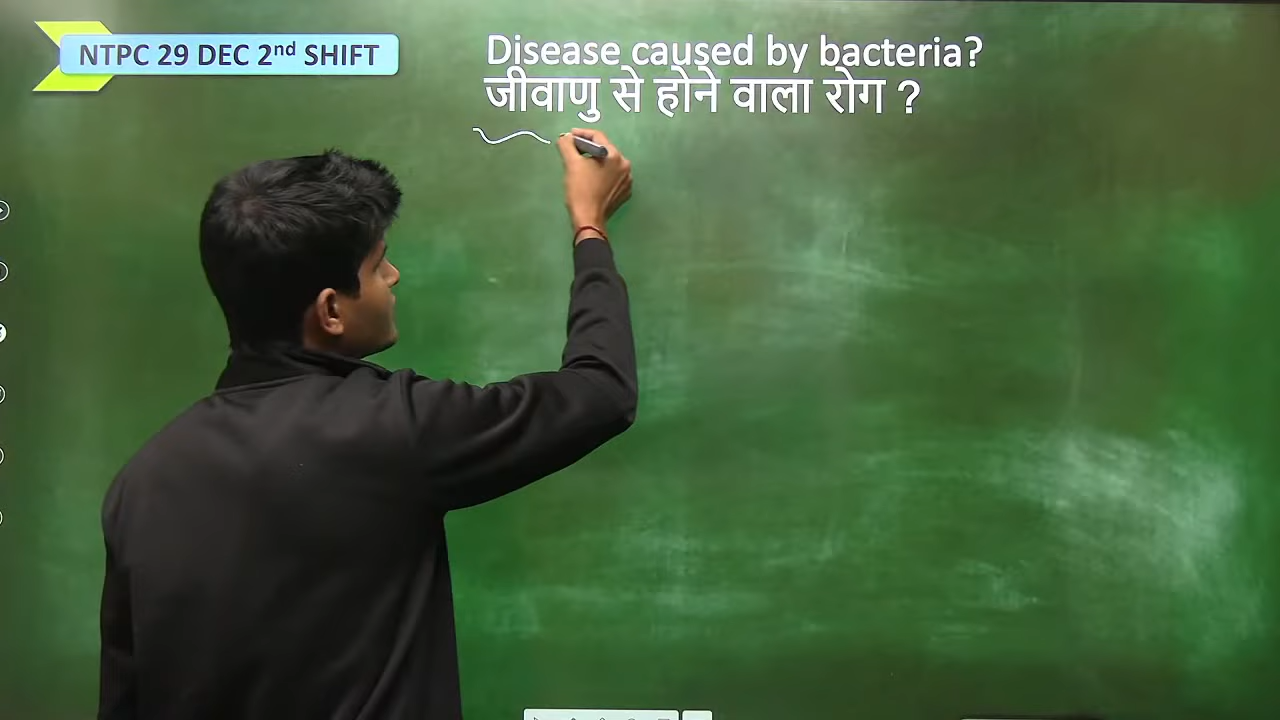 NTPC 29 DEC 2nd SHIFT
Disease caused by bacteria?
जीवाणु से होने वाला रोग ?